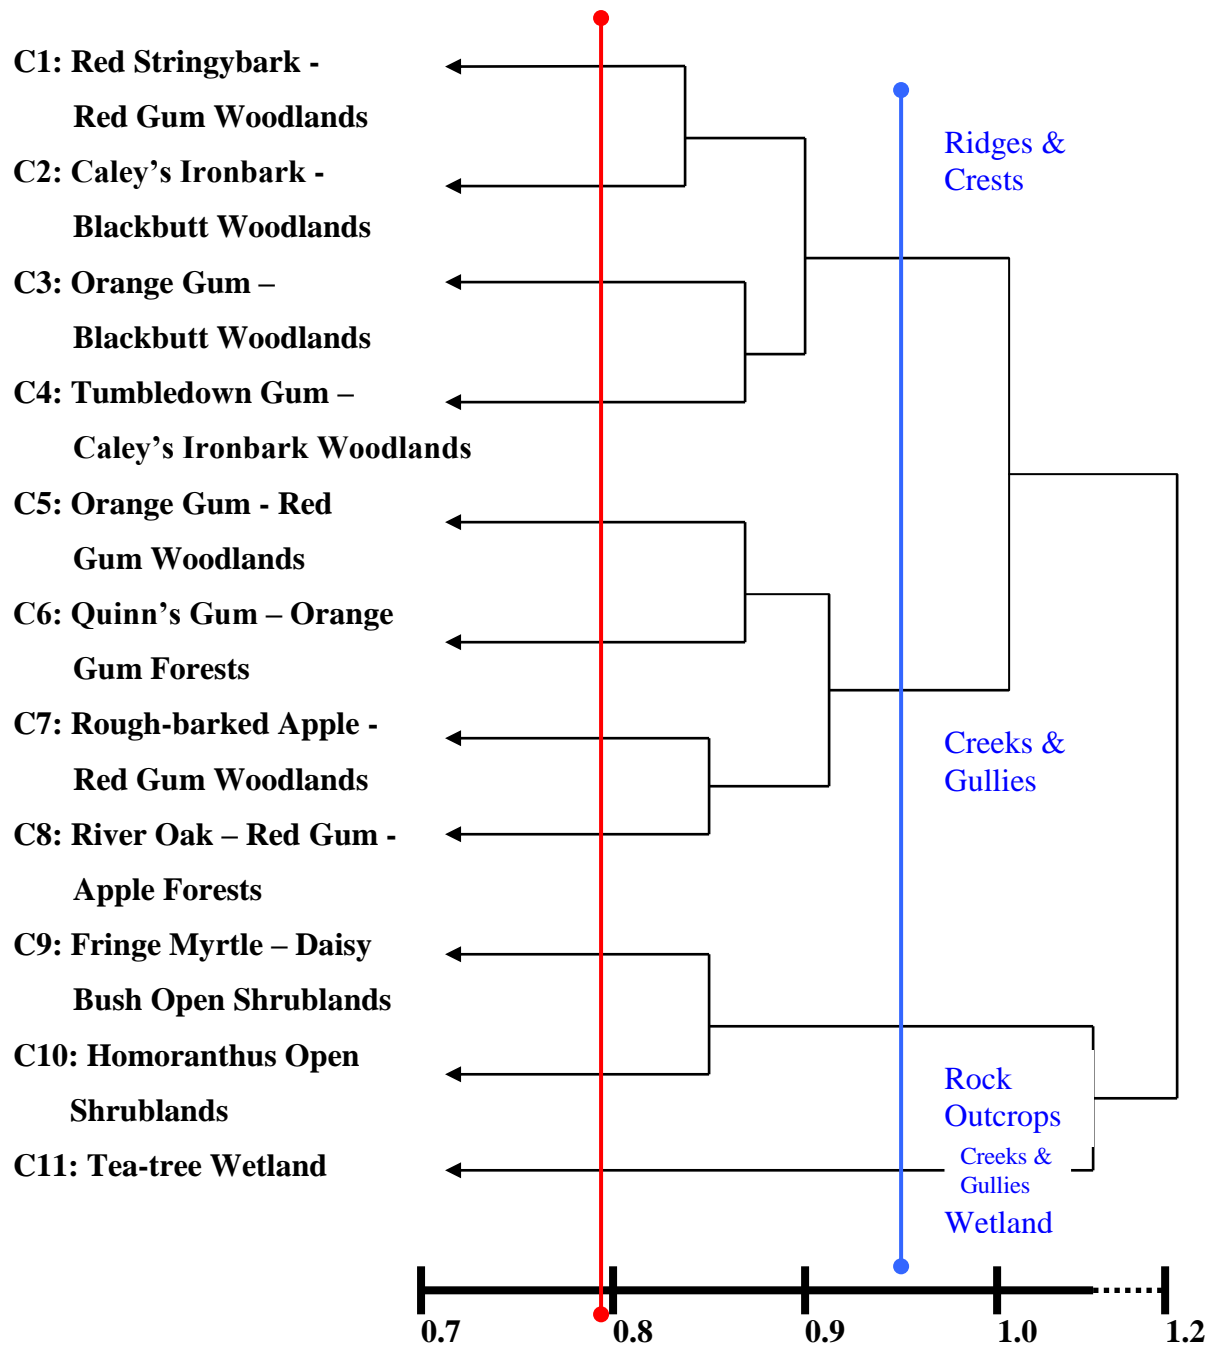 C1: Red Stringybark -
Red Gum Woodlands
C2: Caley’s Ironbark -
Blackbutt Woodlands
C3: Orange Gum –
Blackbutt Woodlands
C4: Tumbledown Gum –
Caley’s Ironbark Woodlands
C5: Orange Gum - Red
Gum Woodlands
C6: Quinn’s Gum – Orange
Gum Forests
C7: Rough-barked Apple -
Red Gum Woodlands
C8: River Oak – Red Gum -
Apple Forests
C9: Fringe Myrtle – Daisy
Bush Open Shrublands
C10: Homoranthus Open
Shrublands
C11: Tea-tree Wetland
Ridges &
Crests
Creeks &
Gullies
Rock
Outcrops
Creeks &
Gullies
Wetland
0.7 0.8 0.9 1.0 1.2